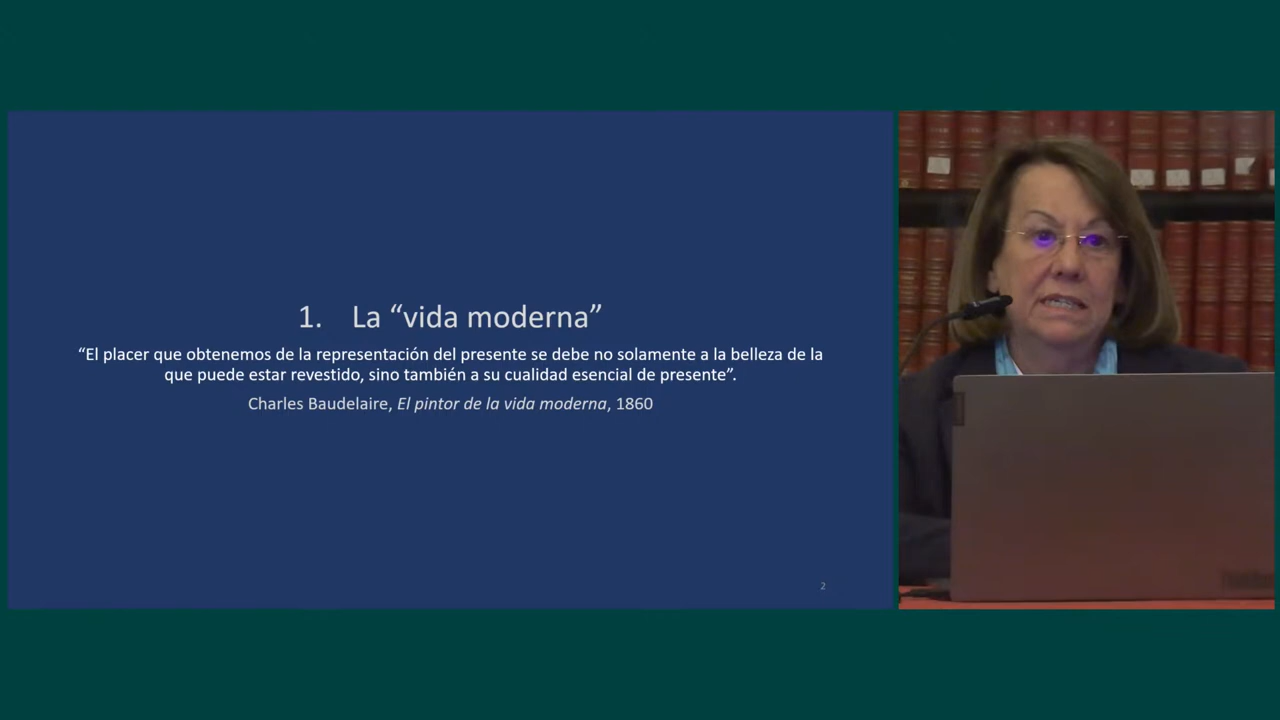 1. La “vida moderna”
“El placer que obtenemos de la representación del presente se debe no solamente a la belleza de la
que puede estar revestido, sino también a su cualidad esencial de presente”.
Charles Baudelaire, El pintor de la vida moderna, 1860
2